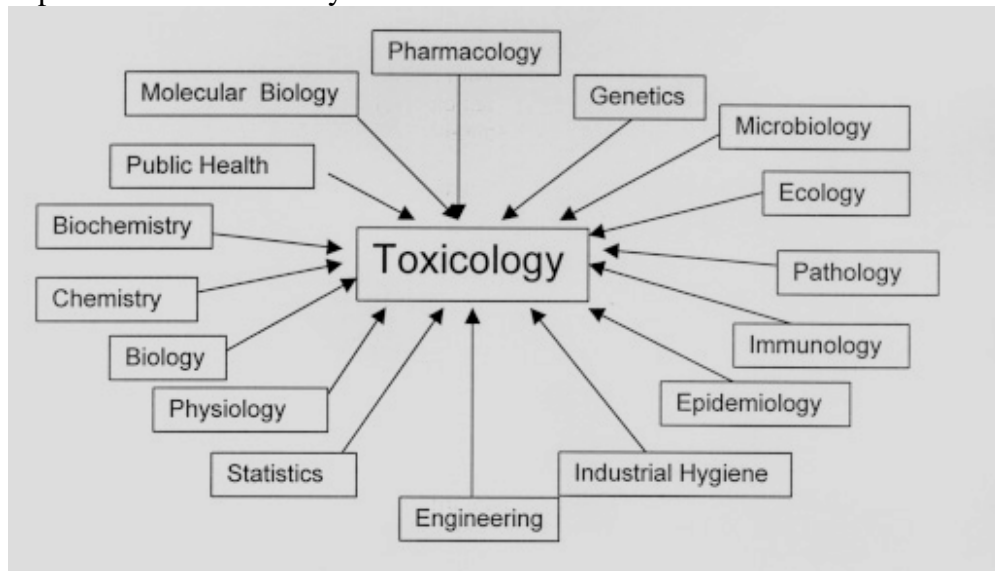 Pharmacology
Molecular Biology
Genetics
Microbiology
Public Health
Ecology
Biochemistry
Toxicology
Pathology
Chemistry
Biology
Immunology
Physiology
Epidemiology
Statistics
Industrial Hygiene
Engineering